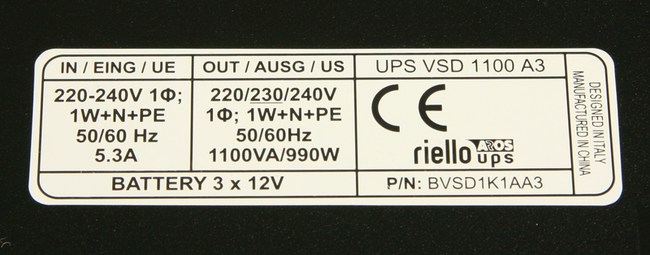 IN / EING / UE
220-240V 1Φ;
1W+N+PE
50/60 Hz
5.3A
OUT / AUSG / US
220/230/240V
1Φ; 1W+N+PE
50/60Hz
1100VA/990W
UPS VSD 1100 A3
CE
riello AROS ups
BATTERY 3 x 12V
P/N: BVSD1K1AA3
DESIGNED IN ITALY
MANUFACTURED IN CHINA